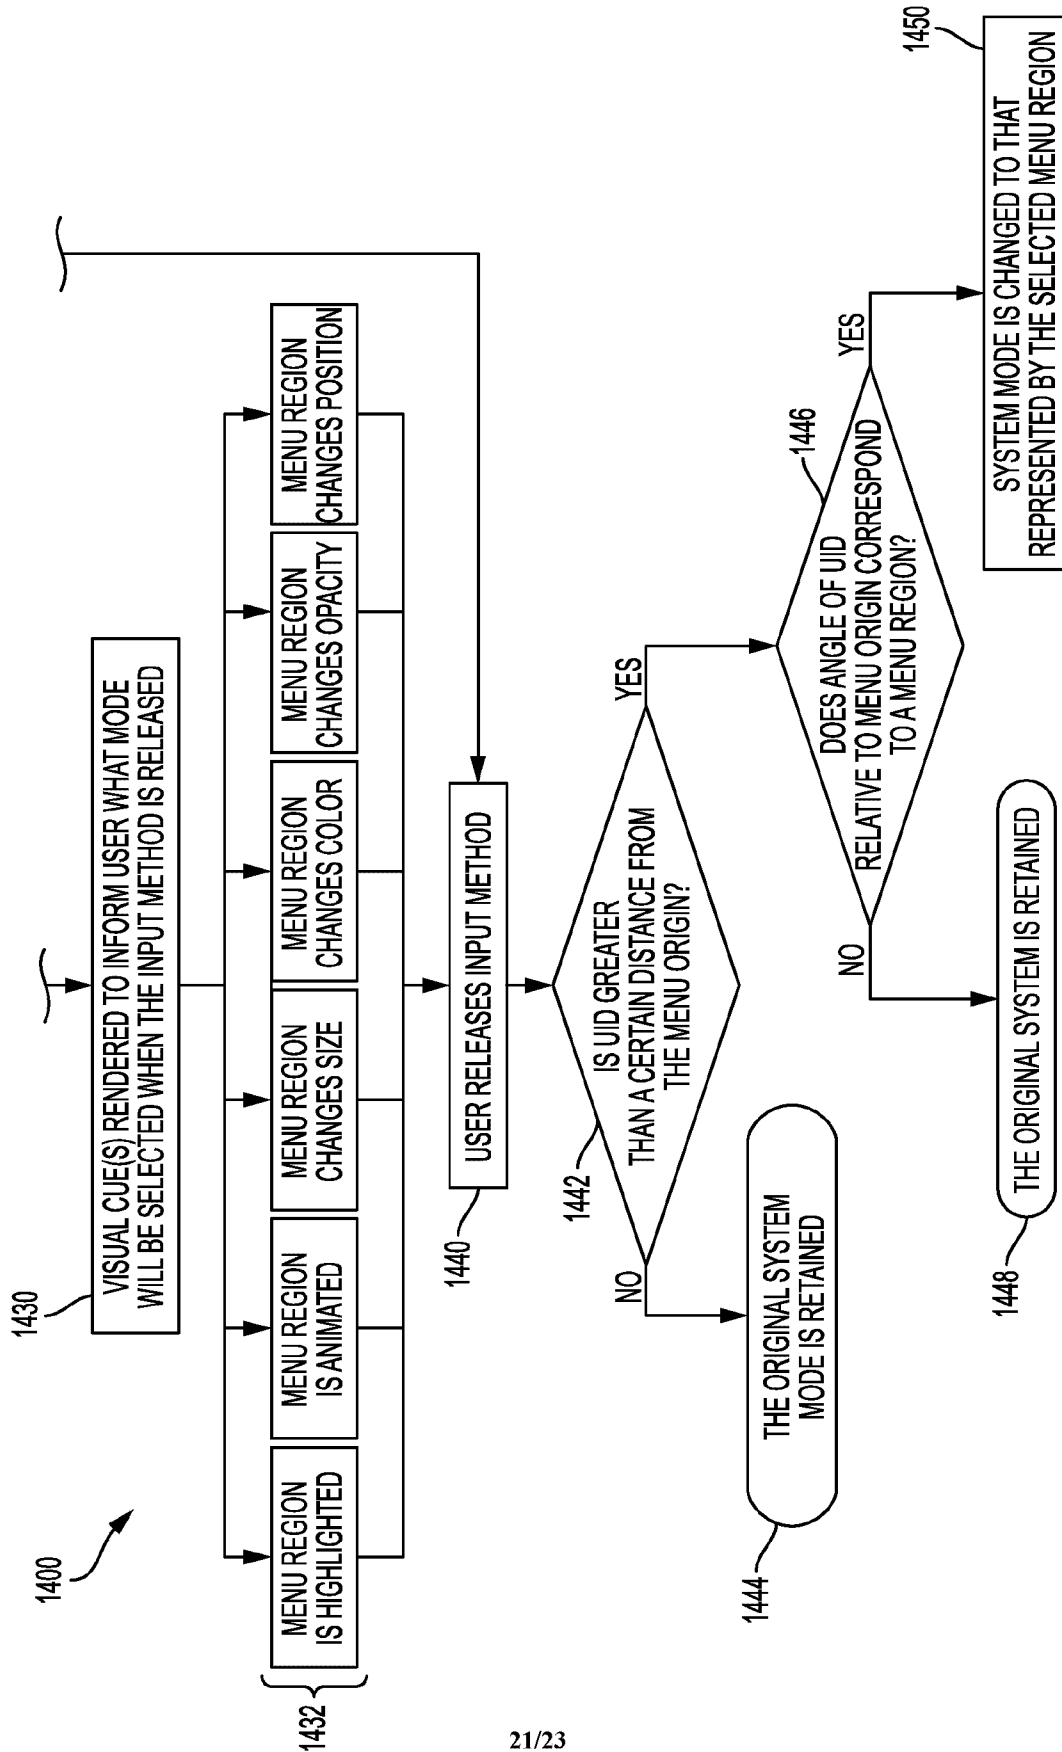 1400
1430
VISUAL CUE(S) RENDERED TO INFORM USER WHAT MODE
WILL BE SELECTED WHEN THE INPUT METHOD IS RELEASED
1432
MENU REGION
IS HIGHLIGHTED
MENU REGION
IS ANIMATED
MENU REGION
CHANGES SIZE
MENU REGION
CHANGES COLOR
MENU REGION
CHANGES OPACITY
MENU REGION
CHANGES POSITION
1440
USER RELEASES INPUT METHOD
1442
IS UID GREATER
THAN A CERTAIN DISTANCE FROM
THE MENU ORIGIN?
NO
YES
1444
THE ORIGINAL SYSTEM
MODE IS RETAINED
1446
DOES ANGLE OF UID
RELATIVE TO MENU ORIGIN CORRESPOND
TO A MENU REGION?
NO
YES
1448
THE ORIGINAL SYSTEM IS RETAINED
1450
SYSTEM MODE IS CHANGED TO THAT
REPRESENTED BY THE SELECTED MENU REGION
21/23